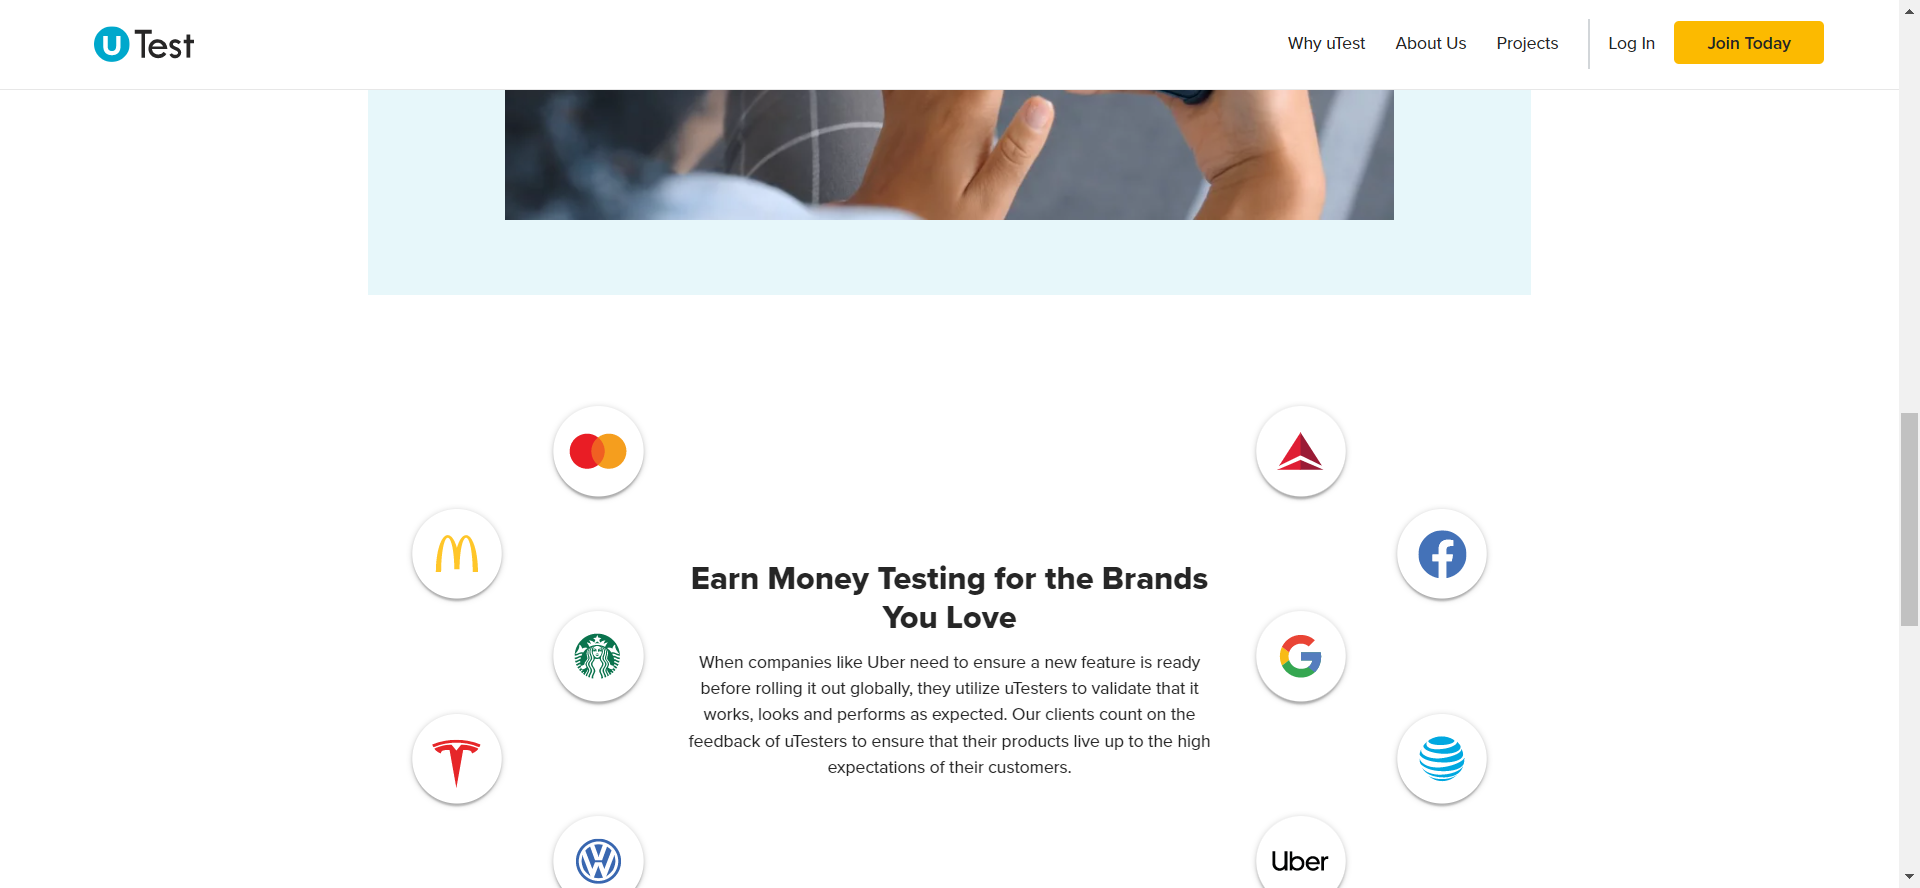 u Test
Why uTest
About Us
Projects
Log In
Join Today
Earn Money Testing for the Brands
You Love
When companies like Uber need to ensure a new feature is ready
before rolling it out globally, they utilize uTesters to validate that it
works, looks and performs as expected. Our clients count on the
feedback of uTesters to ensure that their products live up to the high
expectations of their customers.
Uber